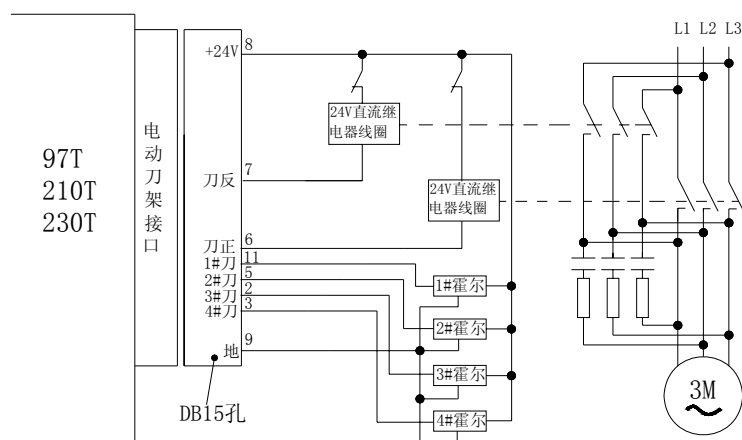 L1 L2 L3
+24V
8
24V直流继
电器线圈
97T
210T
230T
电动刀架接口
刀反
7
24V直流继
电器线圈
刀正
6
1#刀
11
2#刀
5
3#刀
2
4#刀
3
地
9
1#霍尔
2#霍尔
3#霍尔
4#霍尔
DB15孔
3M